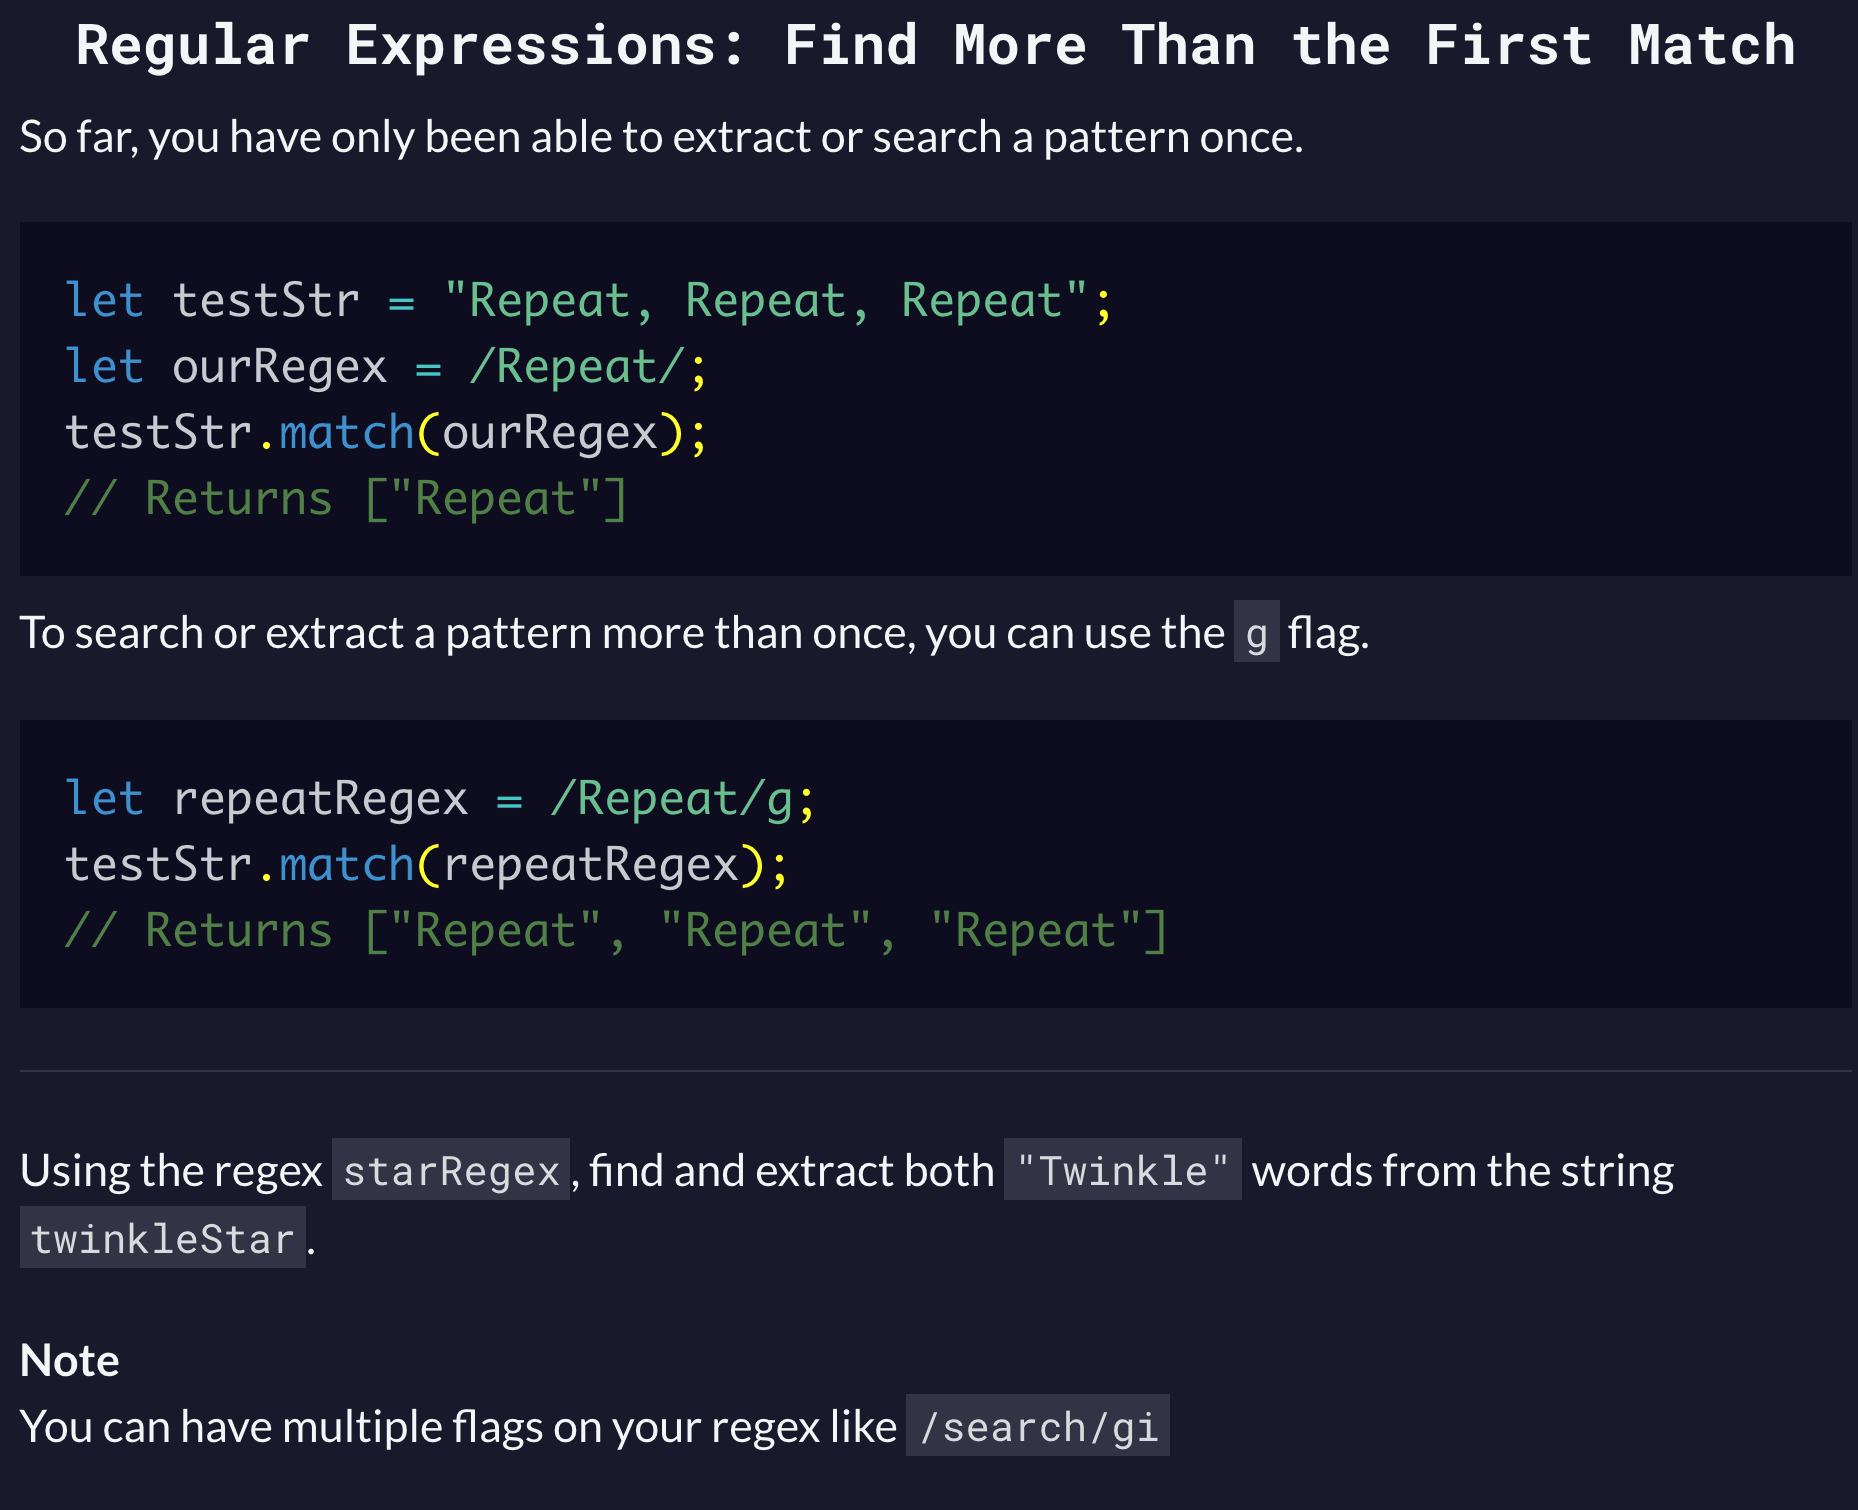 Regular Expressions: Find More Than the First Match
So far, you have only been able to extract or search a pattern once.
let testStr = "Repeat, Repeat, Repeat";
let ourRegex = /Repeat/;
testStr.match(ourRegex);
// Returns ["Repeat"]
To search or extract a pattern more than once, you can use the g flag.
let repeatRegex = /Repeat/g;
testStr.match(repeatRegex);
// Returns ["Repeat", "Repeat", "Repeat"]
Using the regex starRegex, find and extract both "Twinkle" words from the string
twinkleStar.
Note
You can have multiple flags on your regex like /search/gi